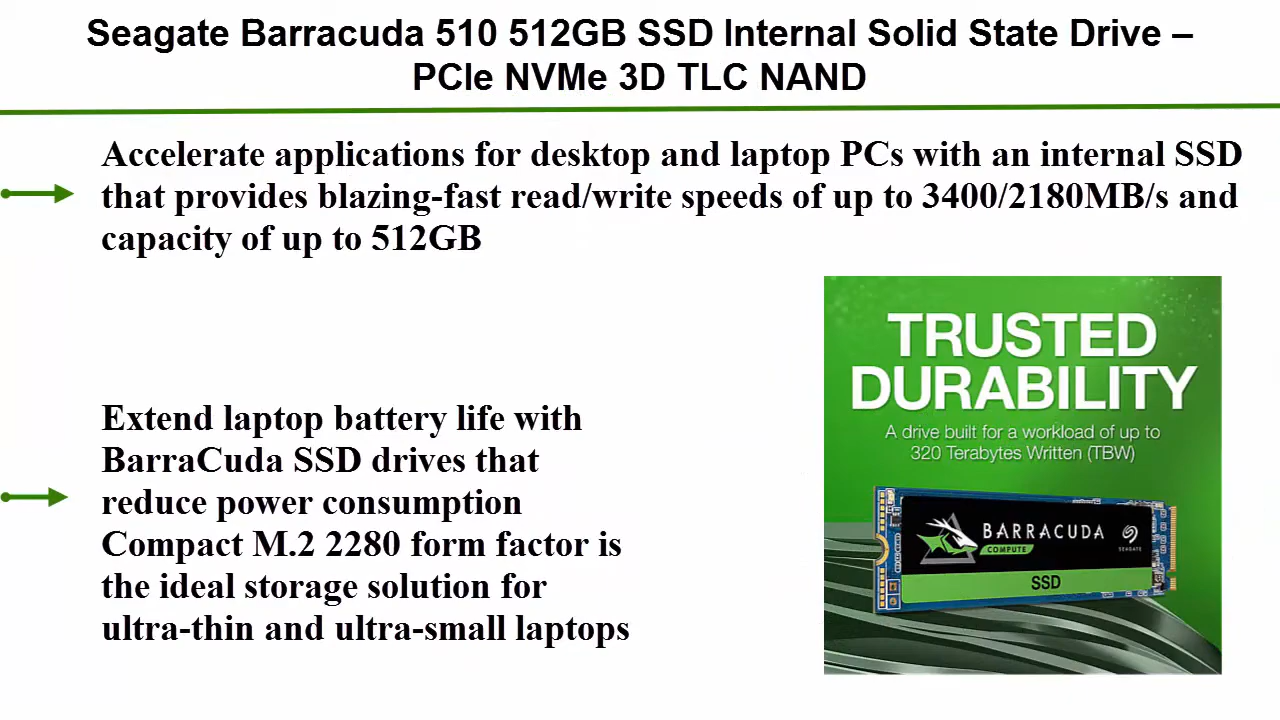 Seagate Barracuda 510 512GB SSD Internal Solid State Drive –
PCIe NVMe 3D TLC NAND
Accelerate applications for desktop and laptop PCs with an internal SSD
that provides blazing-fast read/write speeds of up to 3400/2180MB/s and
capacity of up to 512GB
Extend laptop battery life with
BarraCuda SSD drives that
reduce power consumption
Compact M.2 2280 form factor is
the ideal storage solution for
ultra-thin and ultra-small laptops
TRUSTED
DURABILITY
A drive built for a workload of up to
320 Terabytes Written (TBW)
BARRACUDA
COMPUTE
SEAGATE
SSD